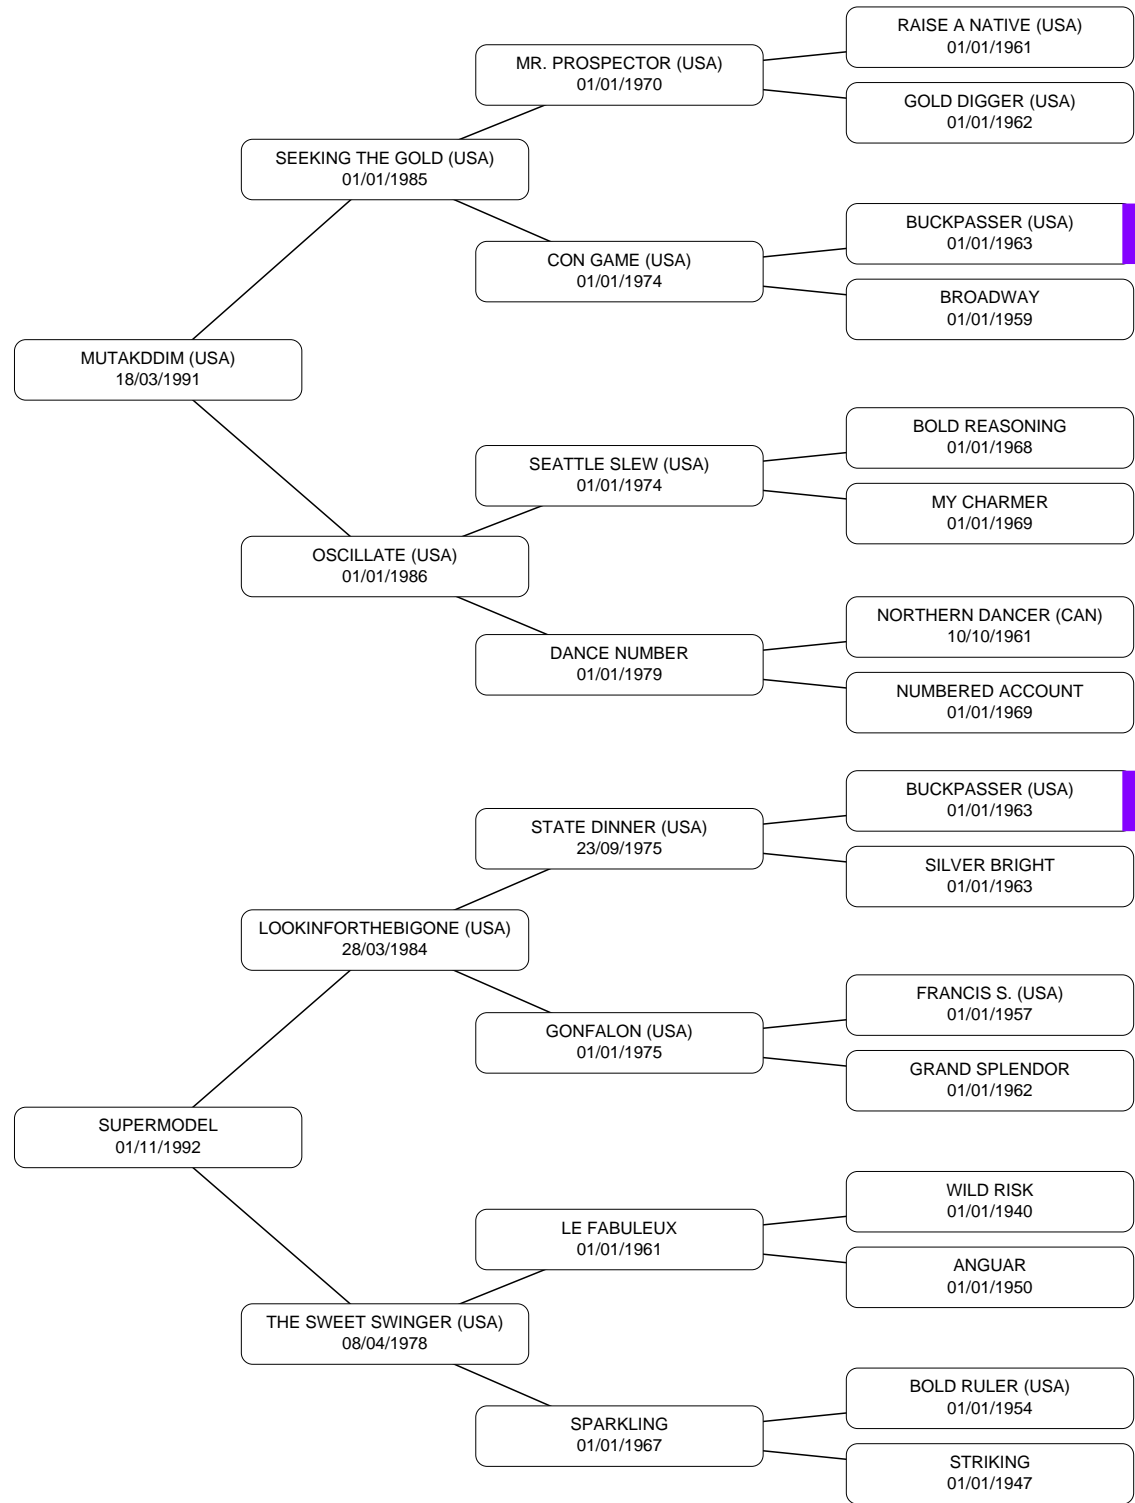 RAISE A NATIVE (USA)
01/01/1961
MR. PROSPECTOR (USA)
01/01/1970
GOLD DIGGER (USA)
01/01/1962
SEEKING THE GOLD (USA)
01/01/1985
BUCKPASSER (USA)
01/01/1963
CON GAME (USA)
01/01/1974
BROADWAY
01/01/1959
MUTAKDDIM (USA)
18/03/1991
BOLD REASONING
01/01/1968
SEATTLE SLEW (USA)
01/01/1974
MY CHARMER
01/01/1969
OSCILLATE (USA)
01/01/1986
NORTHERN DANCER (CAN)
10/10/1961
DANCE NUMBER
01/01/1979
NUMBERED ACCOUNT
01/01/1969
BUCKPASSER (USA)
01/01/1963
STATE DINNER (USA)
23/09/1975
SILVER BRIGHT
01/01/1963
LOOKINFORTHEBIGONE (USA)
28/03/1984
FRANCIS S. (USA)
01/01/1957
GONFALON (USA)
01/01/1975
GRAND SPLENDOR
01/01/1962
SUPERMODEL
01/11/1992
WILD RISK
01/01/1940
LE FABULEUX
01/01/1961
ANGUAR
01/01/1950
THE SWEET SWINGER (USA)
08/04/1978
BOLD RULER (USA)
01/01/1954
SPARKLING
01/01/1967
STRIKING
01/01/1947